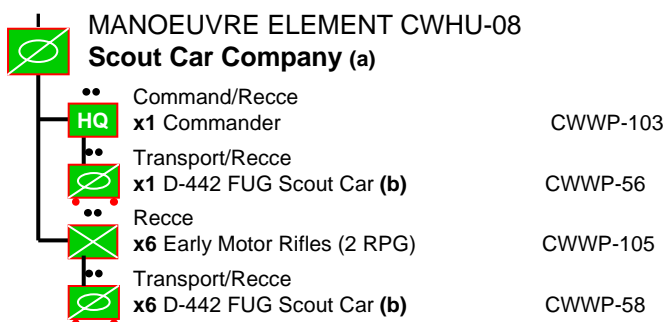 MANOEUVRE ELEMENT CWHU-08
Scout Car Company (a)
Command/Recce
HQ x1 Commander CWWP-103
Transport/Recce
x1 D-442 FUG Scout Car (b) CWWP-56
Recce
x6 Early Motor Rifles (2 RPG) CWWP-105
Transport/Recce
x6 D-442 FUG Scout Car (b) CWWP-58